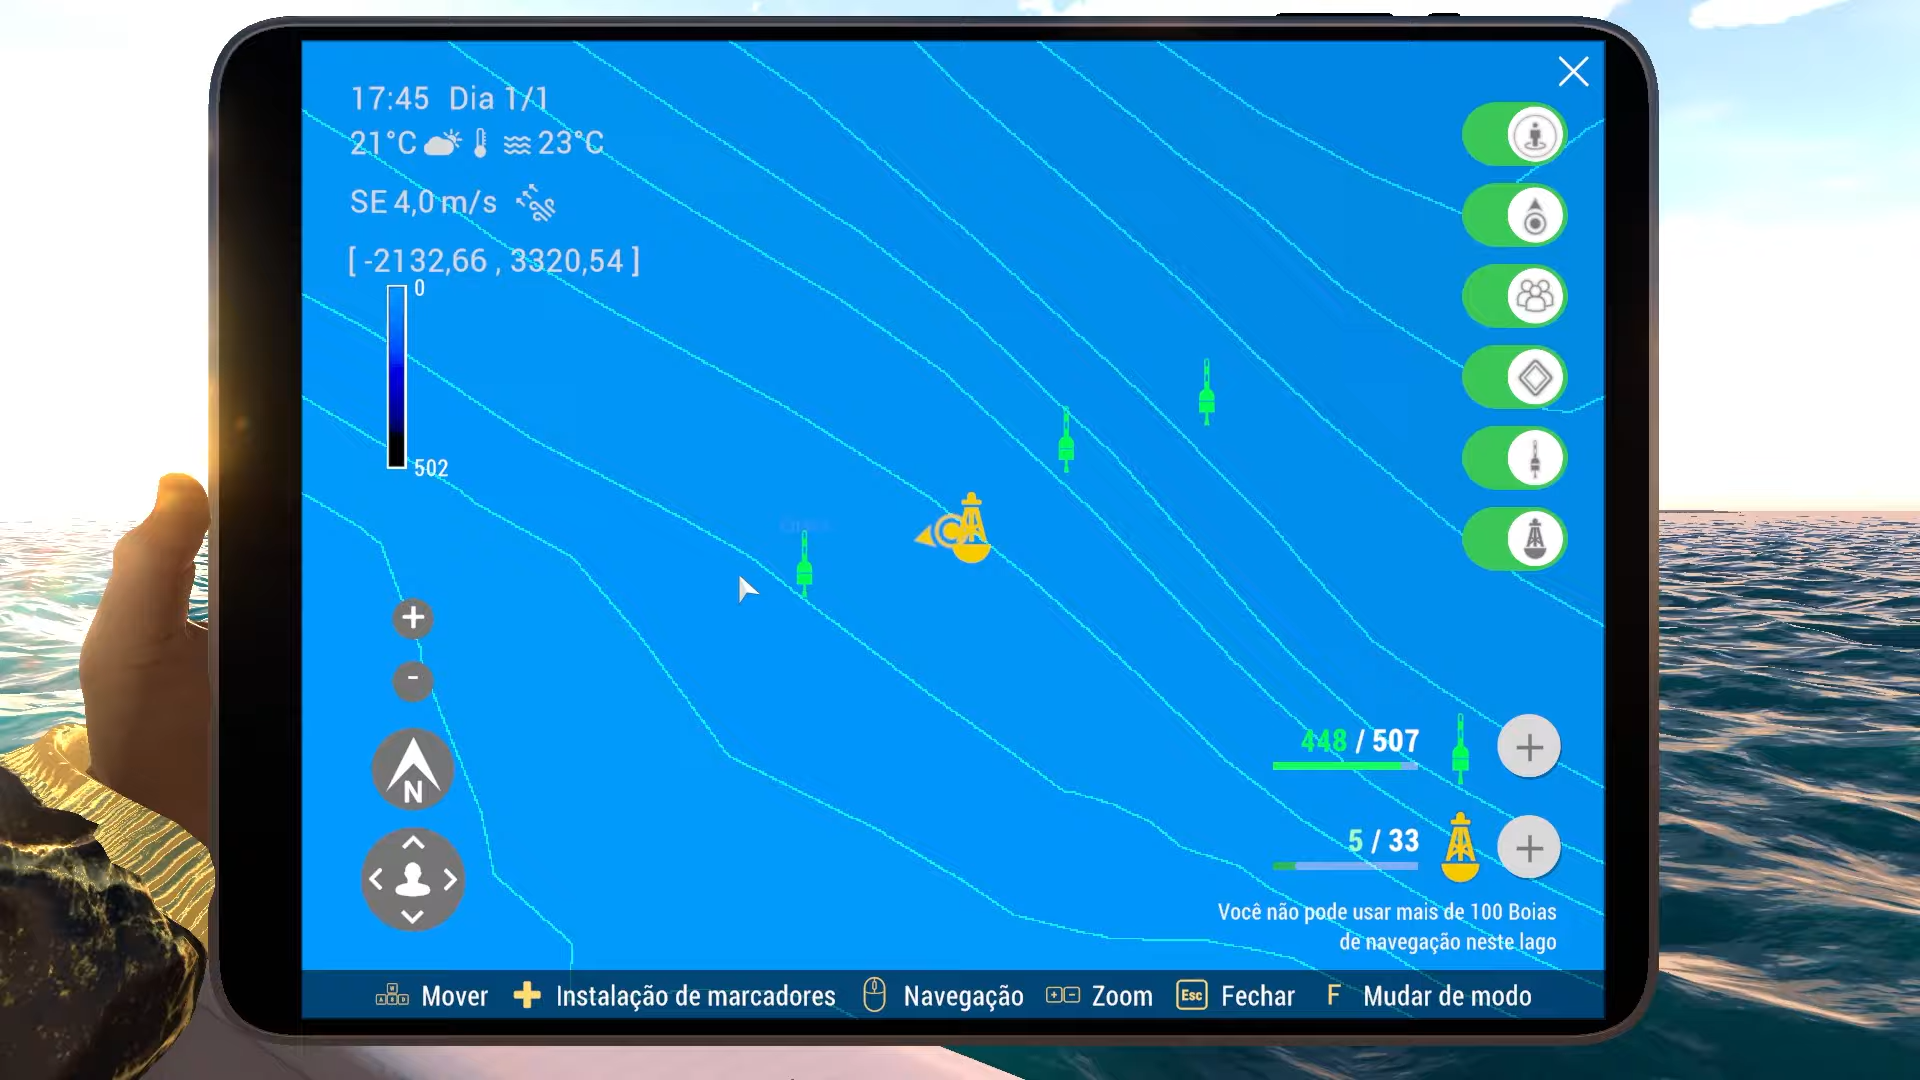 17:45 Dia 1/1
21°C 23°C
SE 4,0 m/s
[ -2132,66 , 3320,54 ]
0
502
+
-
N
448 / 507
5 / 33
Você não pode usar mais de 100 Boias
de navegação neste lago
Mover Instalação de marcadores Navegação Zoom Esc Fechar F Mudar de modo